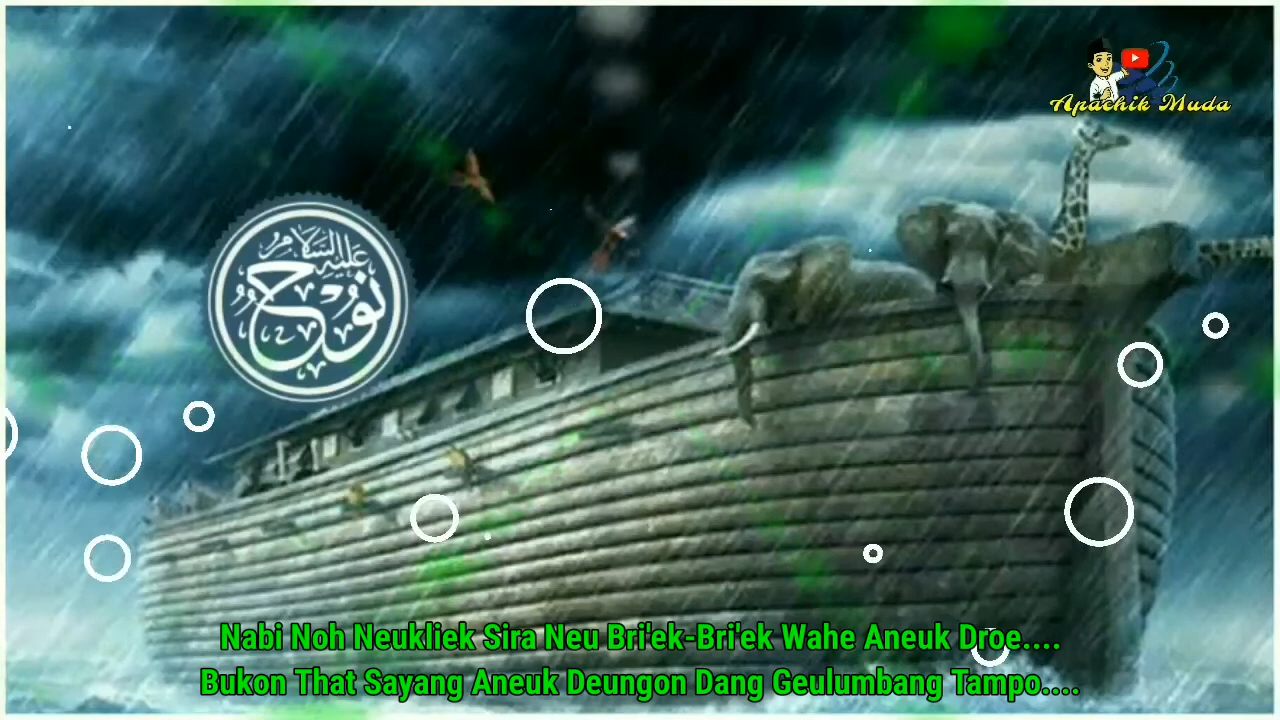 Apachik Muda
نوح
عليه السلام
Nabi Noh Neukliek Sira Neu Bri'ek-Bri'ek Wahe Aneuk Droe....
Bukon That Sayang Aneuk Deungon Dang Geulumbang Tampo....